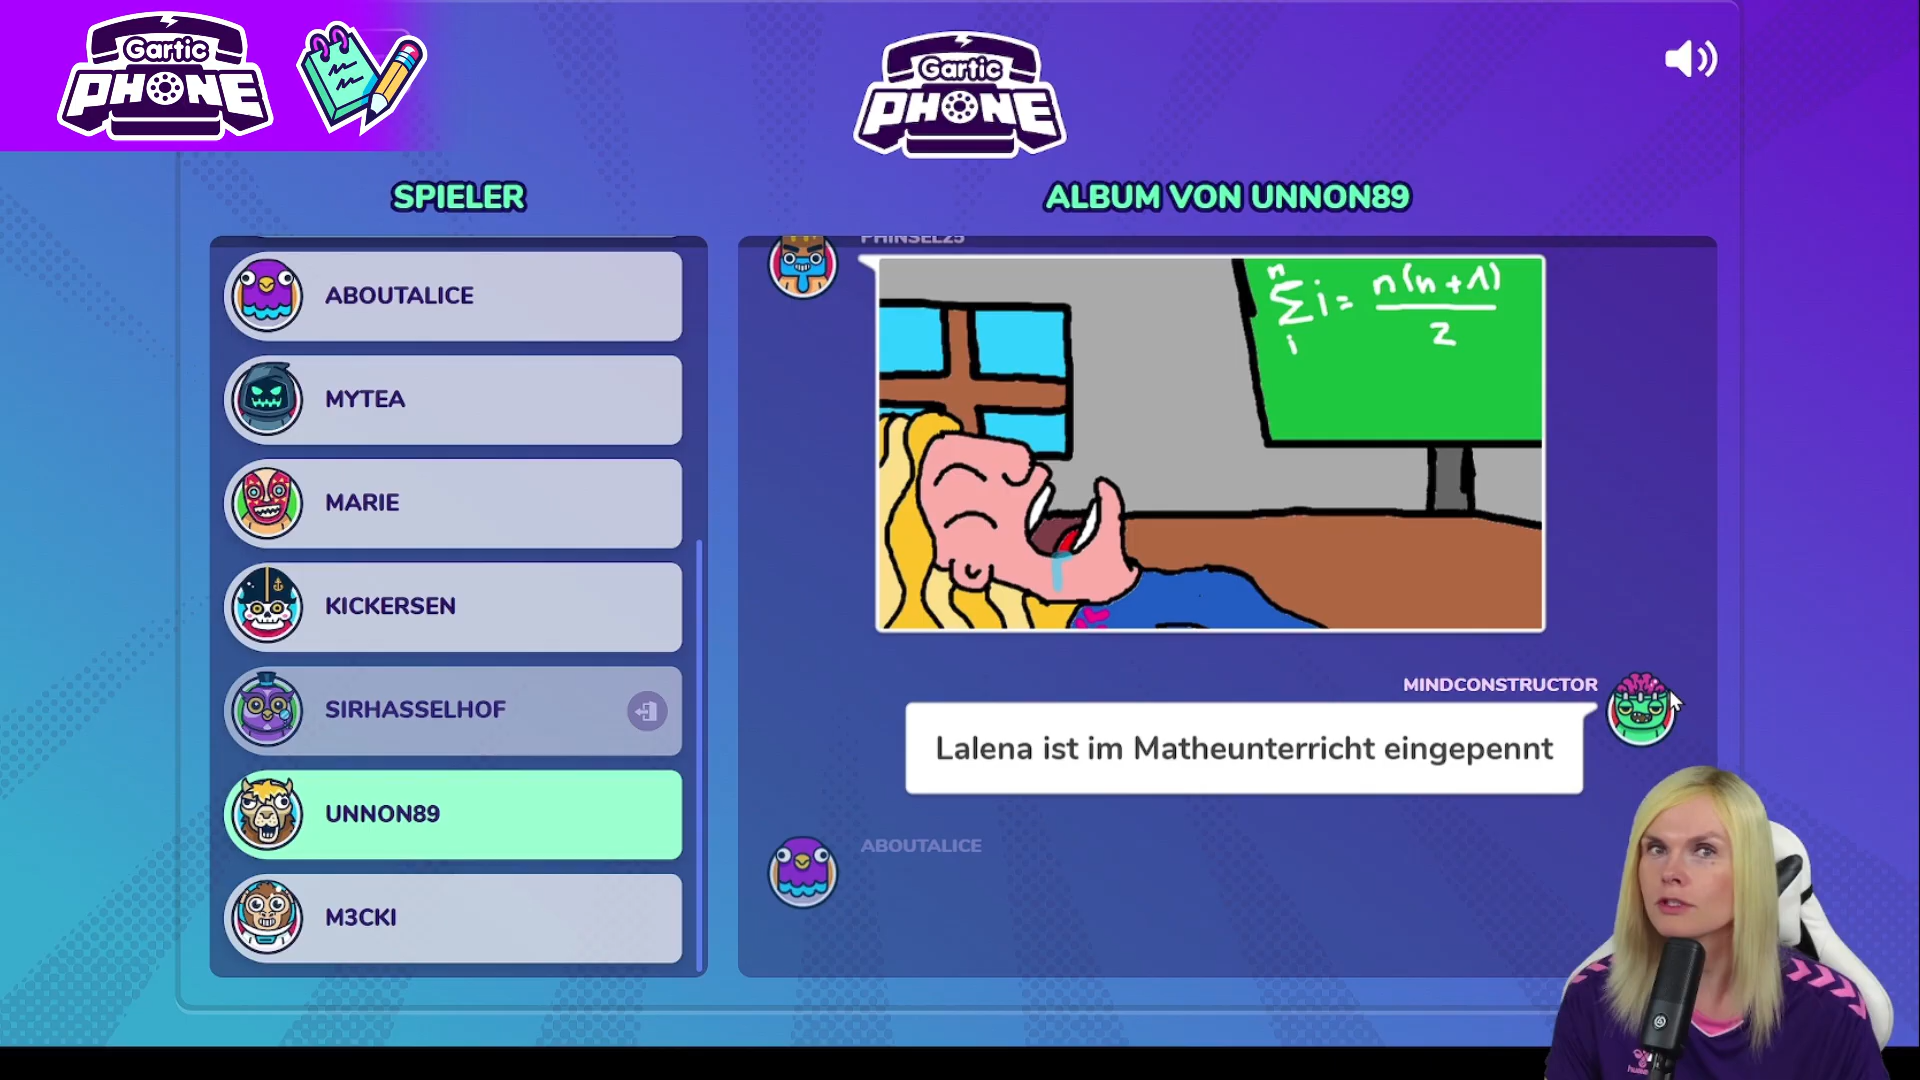 Gartic
PHONE
Gartic
PHONE
SPIELER
ALBUM VON UNNON89
PHINSEL25
ABOUTALICE
MYTEA
MARIE
KICKERSEN
SIRHASSELHOF
UNNON89
M3CKI
n
∑ i = n(n+1)
i 2
MINDCONSTRUCTOR
Lalena ist im Matheunterricht eingepennt
ABOUTALICE